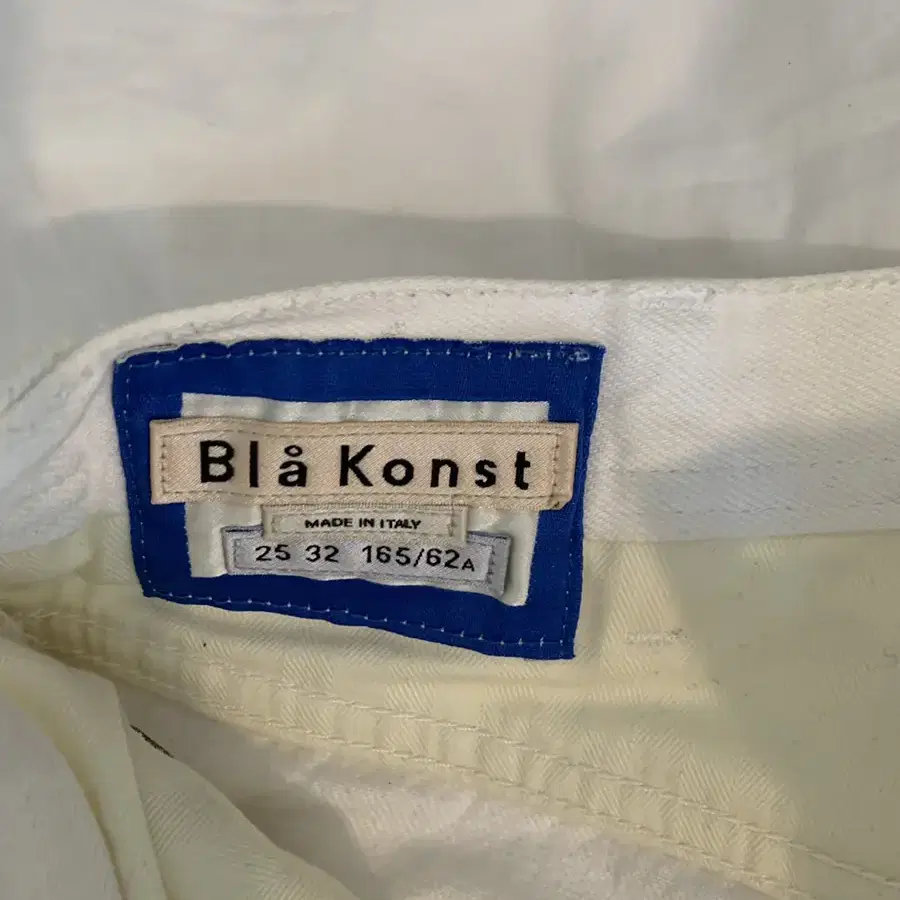 Blå Konst
MADE IN ITALY
25 32 165/62A